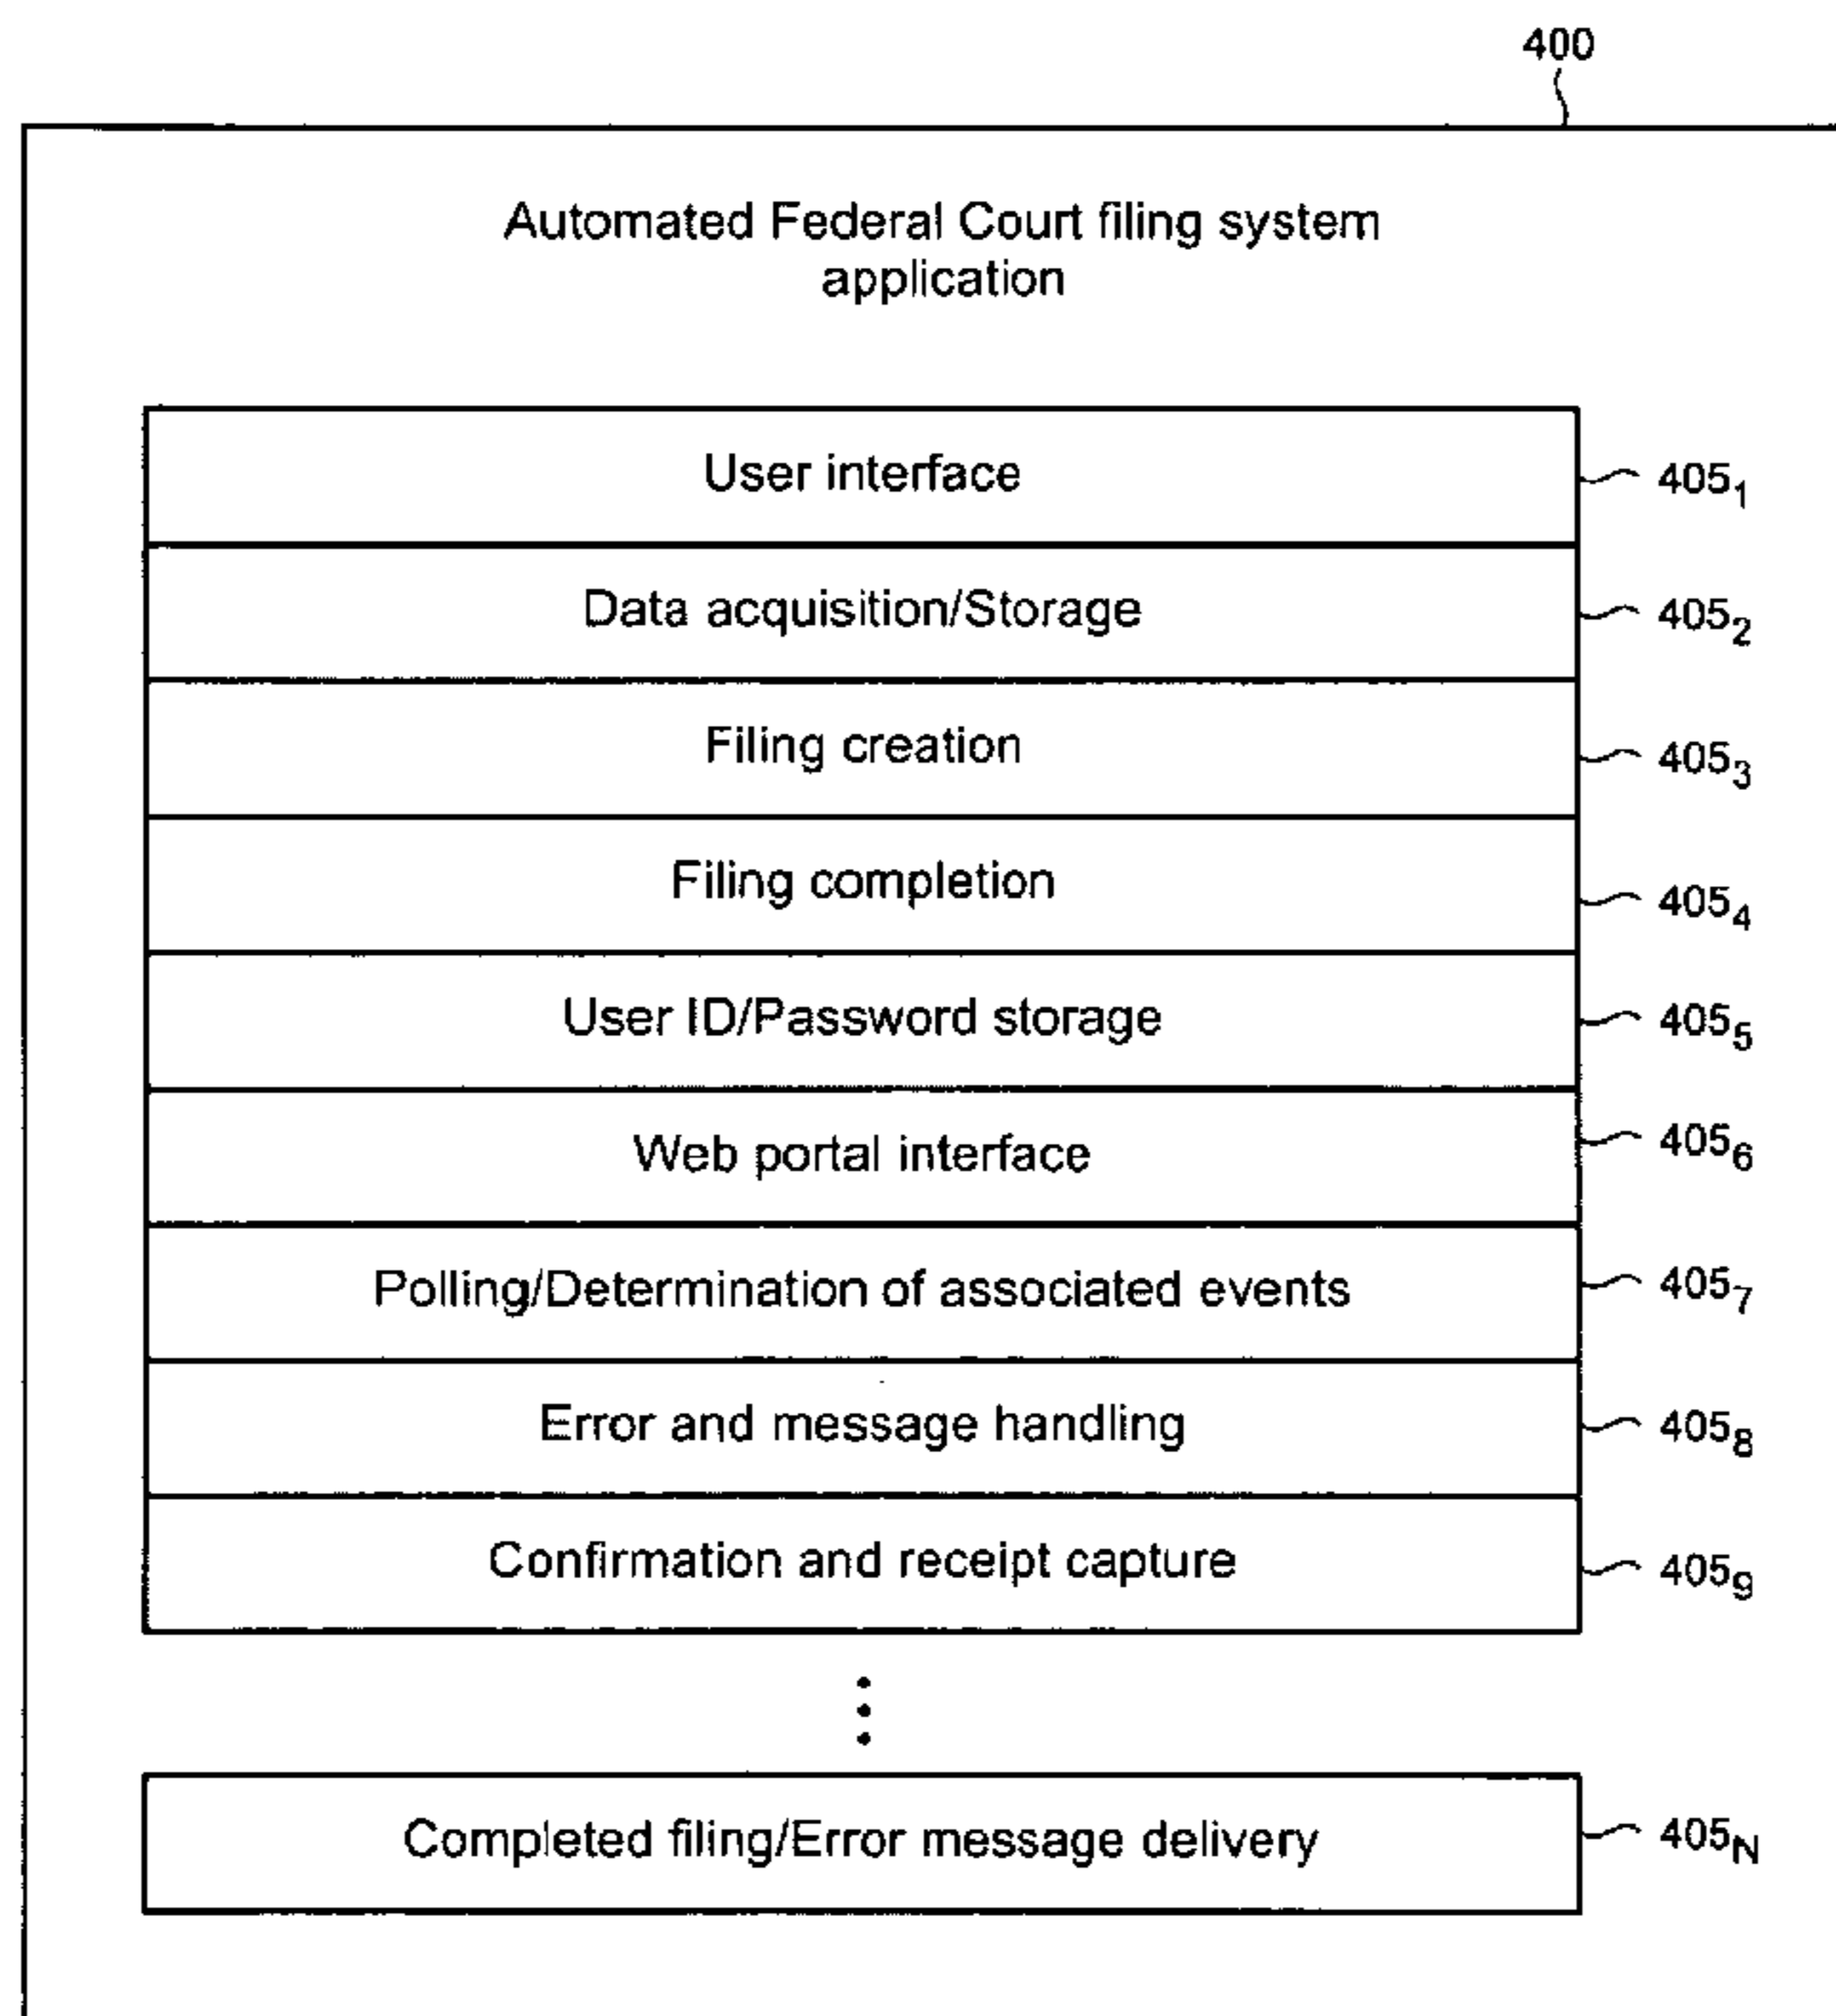 400
Automated Federal Court filing system
application
User interface 405₁
Data acquisition/Storage 405₂
Filing creation 405₃
Filing completion 405₄
User ID/Password storage 405₅
Web portal interface 405₆
Polling/Determination of associated events 405₇
Error and message handling 405₈
Confirmation and receipt capture 405₉
Completed filing/Error message delivery 405N